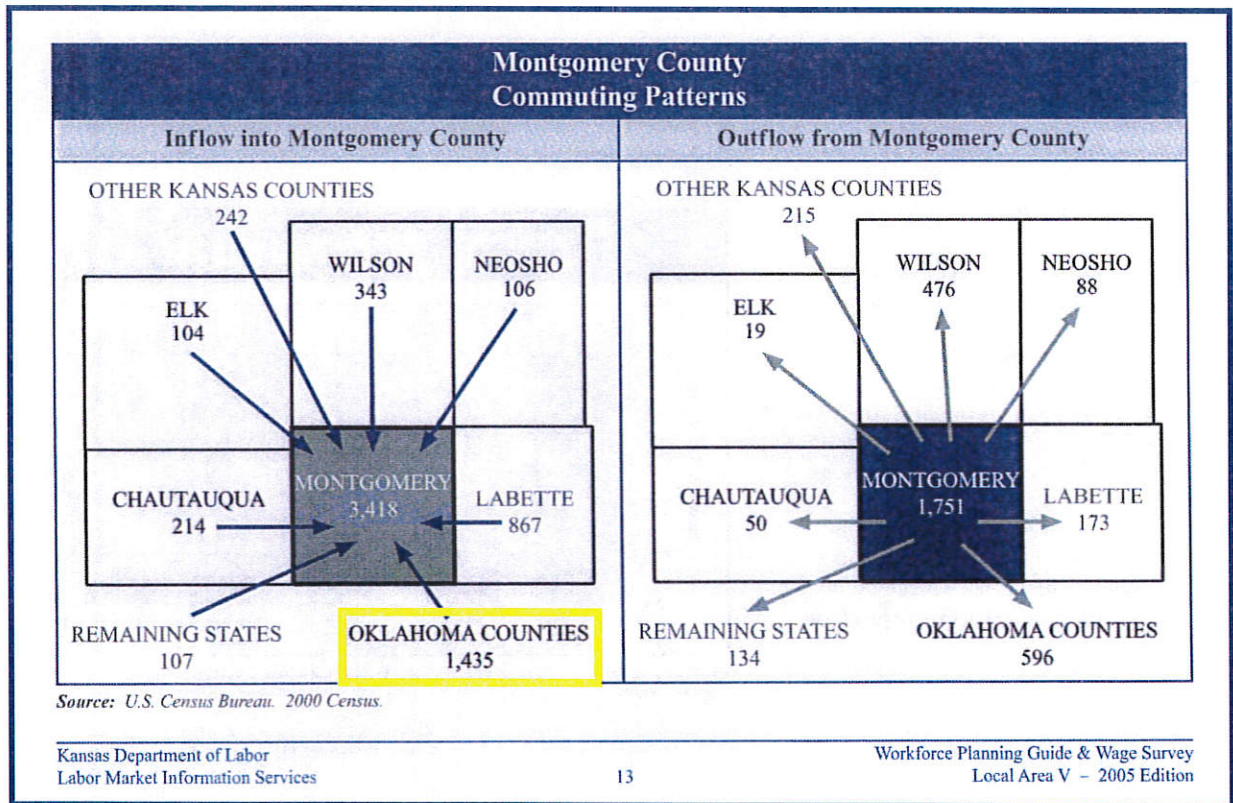 Montgomery County
Commuting Patterns
Inflow into Montgomery County
OTHER KANSAS COUNTIES
242
WILSON
343
NEOSHO
106
ELK
104
MONTGOMERY
3,418
CHAUTAUQUA
214
LABETTE
867
REMAINING STATES
107
OKLAHOMA COUNTIES
1,435
Outflow from Montgomery County
OTHER KANSAS COUNTIES
215
WILSON
476
NEOSHO
88
ELK
19
MONTGOMERY
1,751
CHAUTAUQUA
50
LABETTE
173
REMAINING STATES
134
OKLAHOMA COUNTIES
596
Source: U.S. Census Bureau. 2000 Census.
Kansas Department of Labor
Labor Market Information Services
13
Workforce Planning Guide & Wage Survey
Local Area V – 2005 Edition